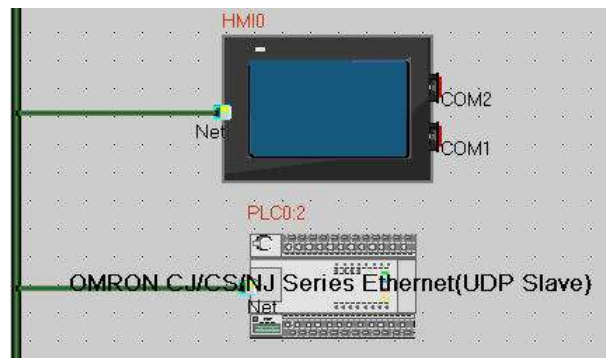 HMI0
COM2
Net
COM1
PLC0:2
OMRON CJ/CS/NJ Series Ethernet(UDP Slave)
Net